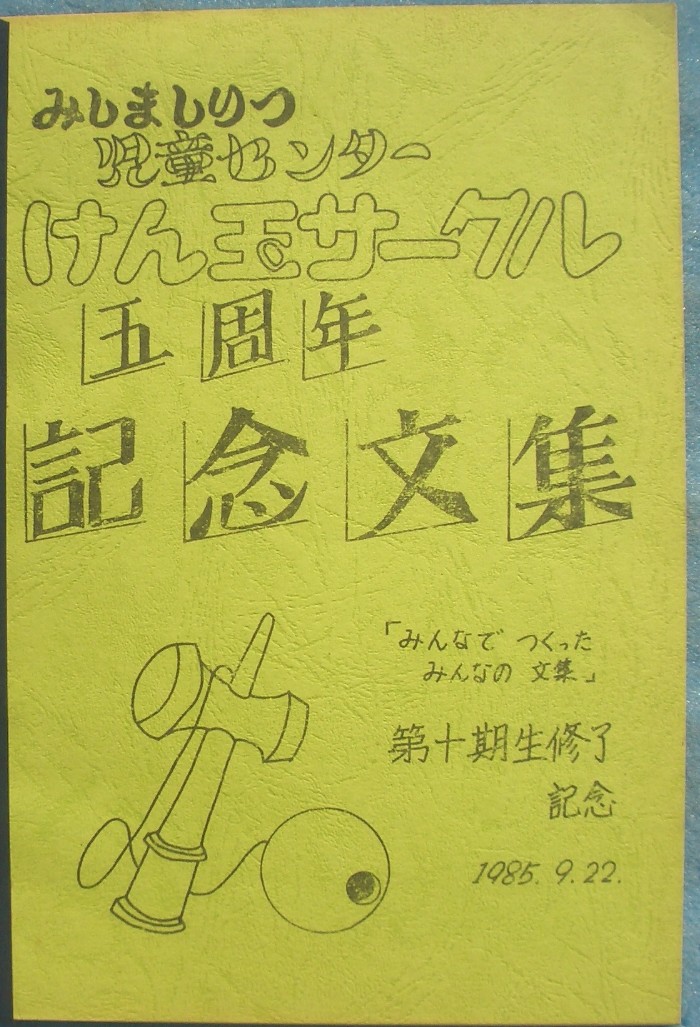 みしましりつ
児童センター
けん玉サークル
五周年
記念文集
「みんなで つくった
みんなの 文集」
第十期生修了
記念
1985.9.22.